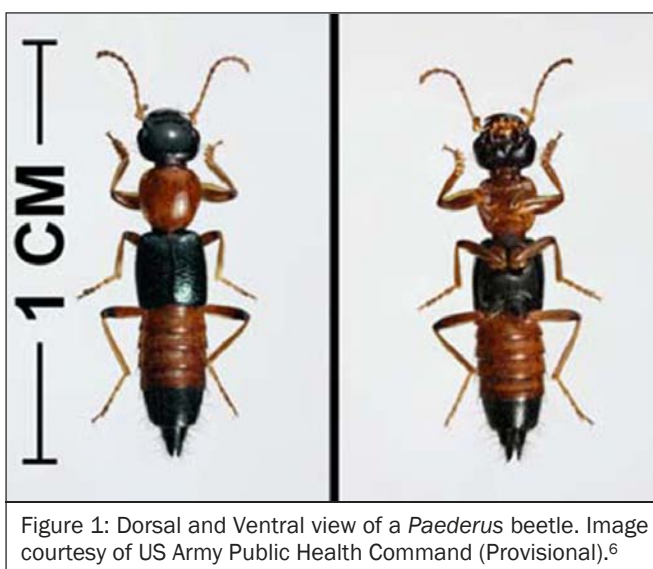 1 CM
Figure 1: Dorsal and Ventral view of a Paederus beetle. Image
courtesy of US Army Public Health Command (Provisional).⁶